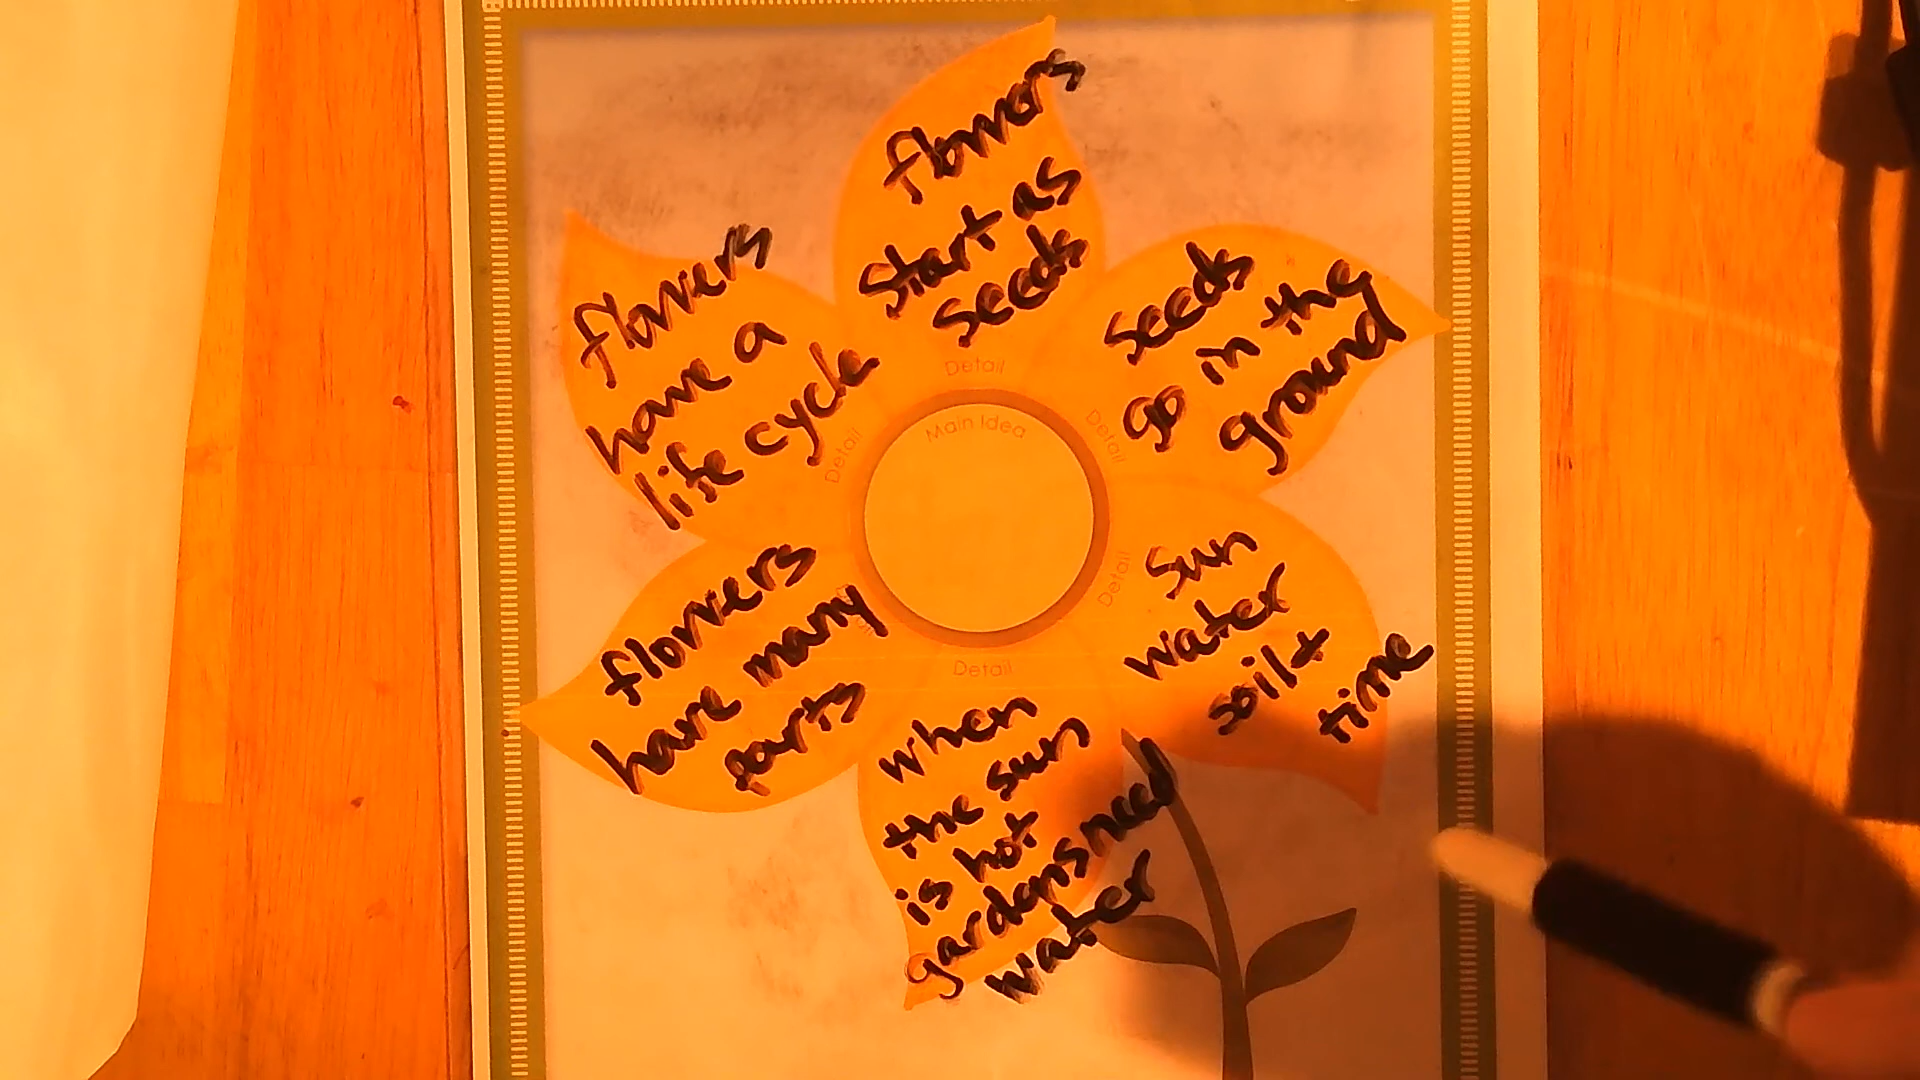 flowers
start as
seeds
Detail
seeds
go in the
ground
Detail
sun
water
soil +
time
Detail
when
the sun
is hot
gardens need
water
Detail
flowers
have many
parts
flowers
have a
life cycle
Detail
Main Idea